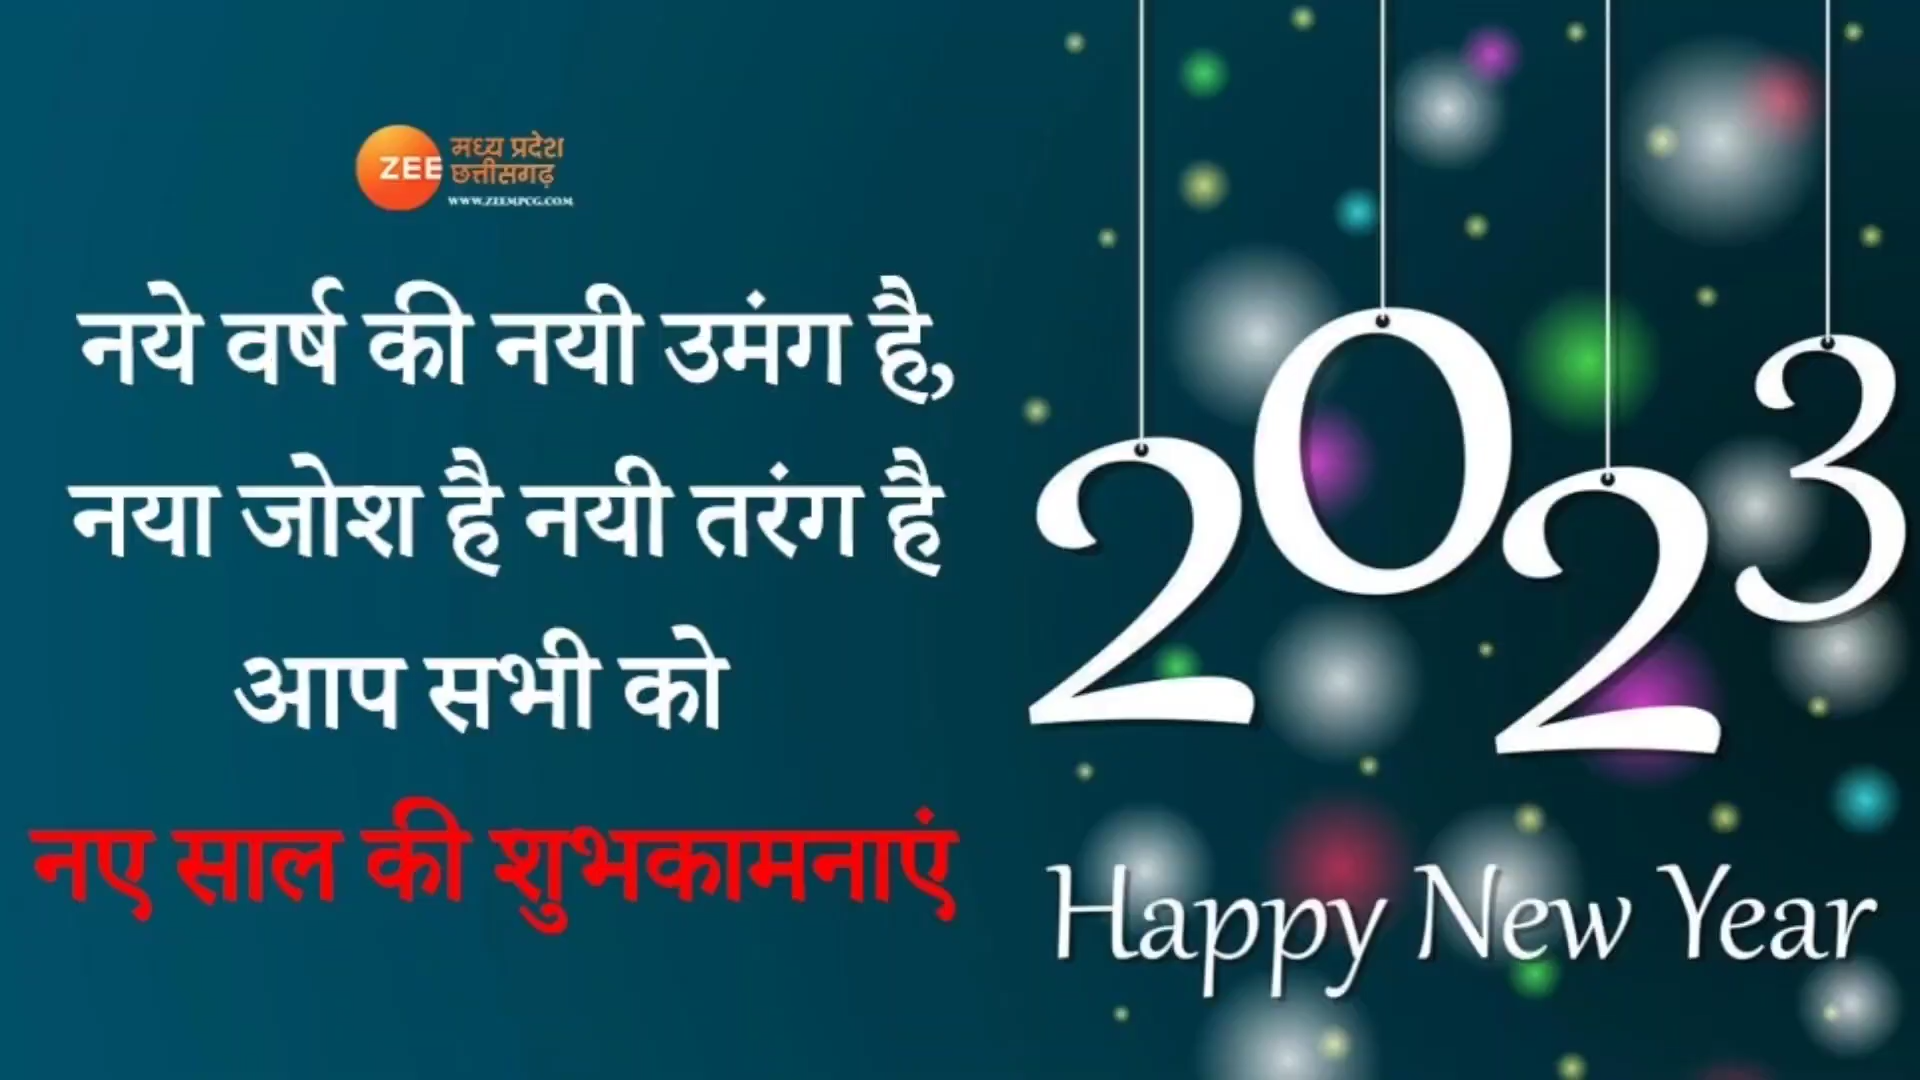 ZEE मध्य प्रदेश
छत्तीसगढ़
WWW.ZEEMPCG.COM
नये वर्ष की नयी उमंग है,
नया जोश है नयी तरंग है
आप सभी को
नए साल की शुभकामनाएं
2023
Happy New Year